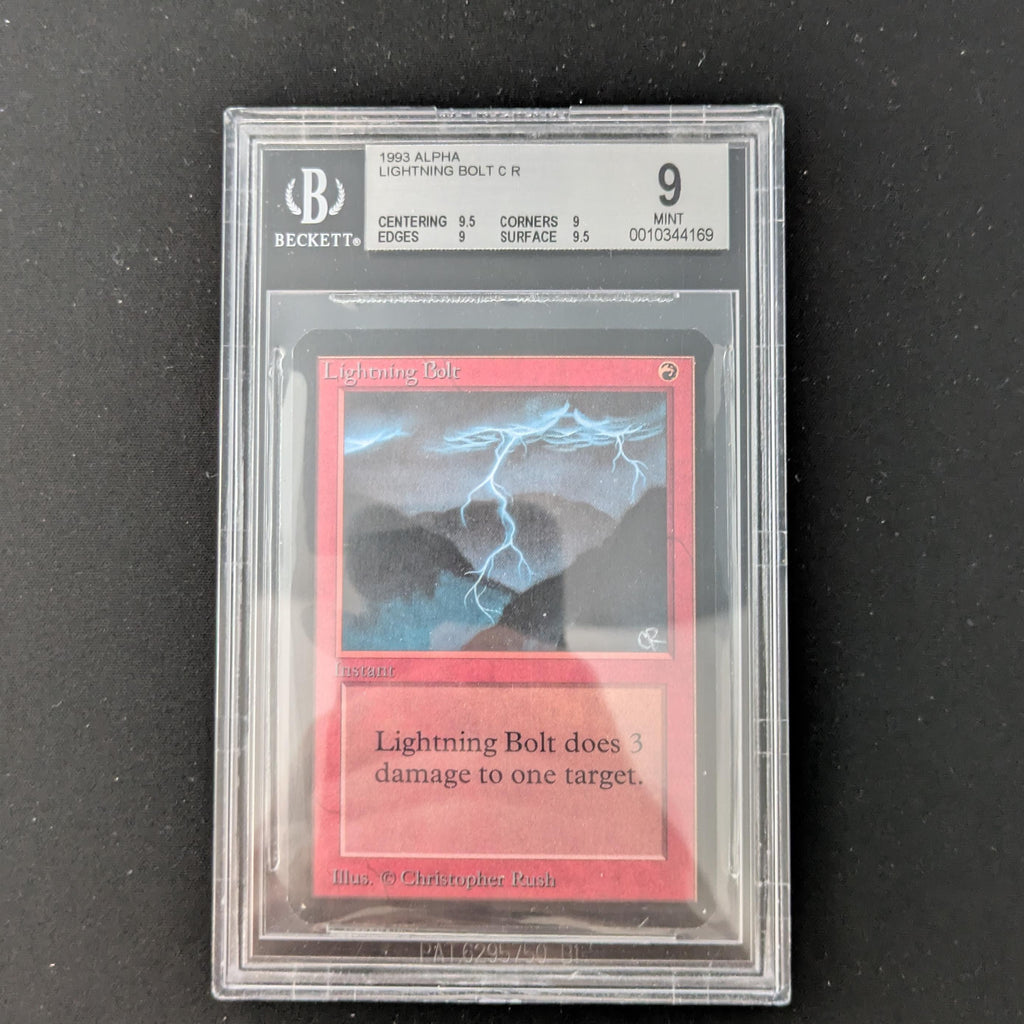 1993 ALPHA
LIGHTNING BOLT C R
B
BECKETT®
CENTERING 9.5 CORNERS 9
EDGES 9 SURFACE 9.5
9
MINT
0010344169
Lightning Bolt
CR
Instant
Lightning Bolt does 3
damage to one target.
Illus. © Christopher Rush